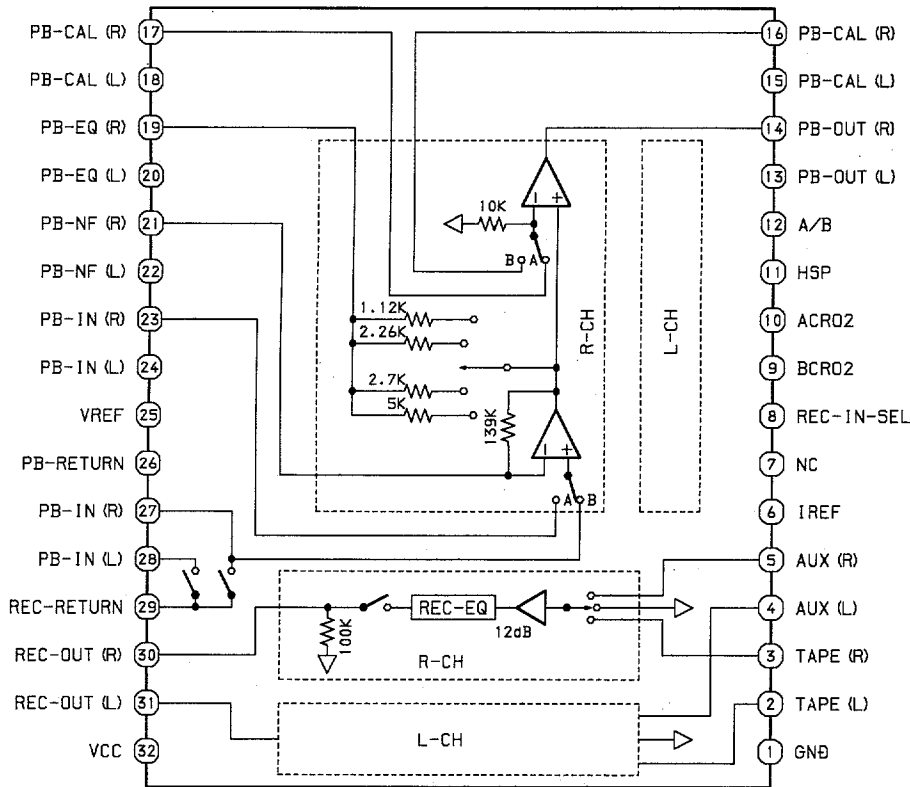 PB-CAL (R) 17
PB-CAL (L) 18
PB-EQ (R) 19
PB-EQ (L) 20
PB-NF (R) 21
PB-NF (L) 22
PB-IN (R) 23
PB-IN (L) 24
VREF 25
PB-RETURN 26
PB-IN (R) 27
PB-IN (L) 28
REC-RETURN 29
REC-OUT (R) 30
REC-OUT (L) 31
VCC 32
10K
- +
B A
1.12K
2.26K
2.7K
5K
139K
- +
A B
R-CH
L-CH
REC-EQ
12dB
100K
R-CH
L-CH
16 PB-CAL (R)
15 PB-CAL (L)
14 PB-OUT (R)
13 PB-OUT (L)
12 A/B
11 HSP
10 ACRO2
9 BCRO2
8 REC-IN-SEL
7 NC
6 IREF
5 AUX (R)
4 AUX (L)
3 TAPE (R)
2 TAPE (L)
1 GND